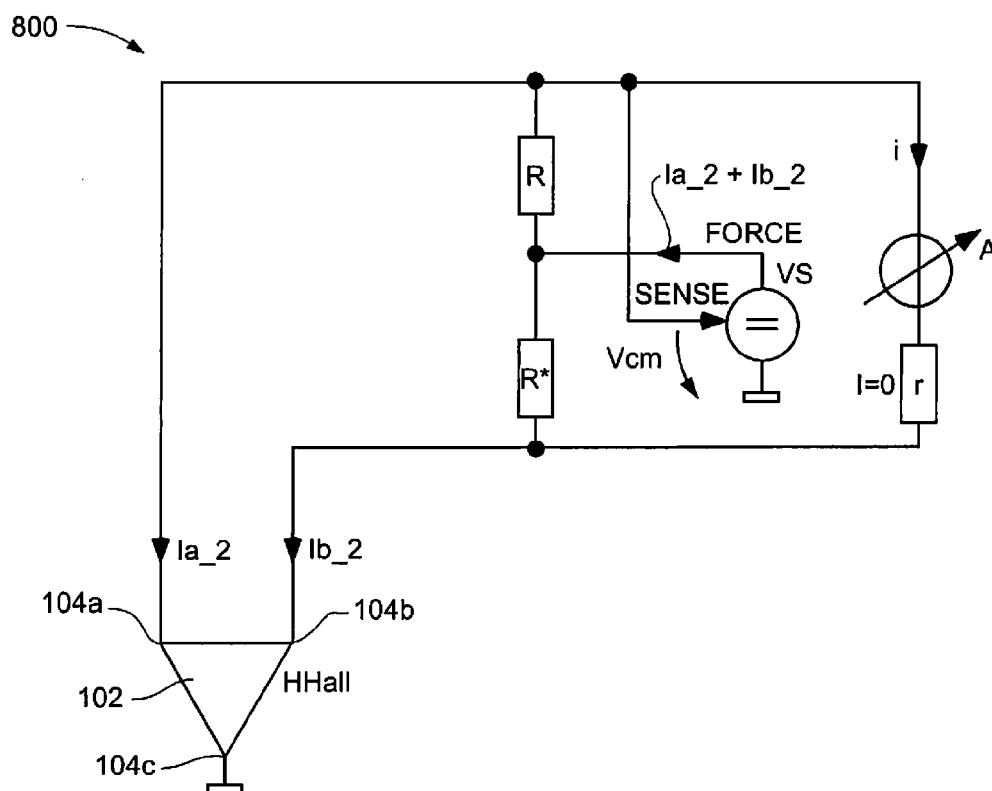 800
R
i
Ia_2 + Ib_2
FORCE
A
VS
SENSE
=
Vcm
R*
I=0
r
Ia_2
Ib_2
104a
104b
102
HHall
104c